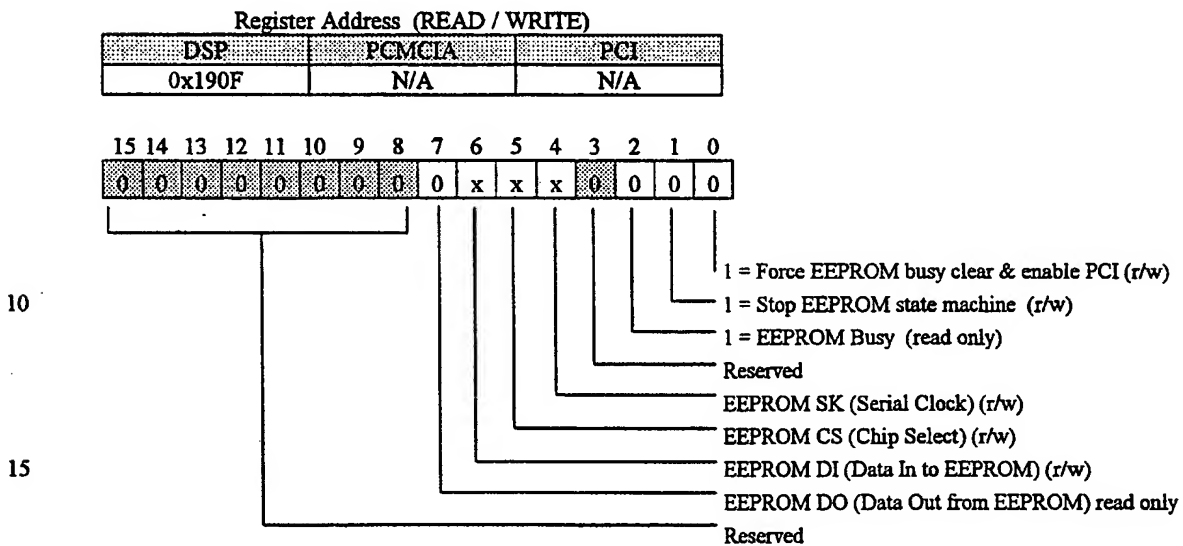 Register Address (READ / WRITE)
DSP PCMCIA PCI
0x190F N/A N/A
15 14 13 12 11 10 9 8 7 6 5 4 3 2 1 0
0 0 0 0 0 0 0 0 0 x x x 0 0 0 0
1 = Force EEPROM busy clear & enable PCI (r/w)
10 1 = Stop EEPROM state machine (r/w)
1 = EEPROM Busy (read only)
Reserved
EEPROM SK (Serial Clock) (r/w)
EEPROM CS (Chip Select) (r/w)
15 EEPROM DI (Data In to EEPROM) (r/w)
EEPROM DO (Data Out from EEPROM) read only
Reserved